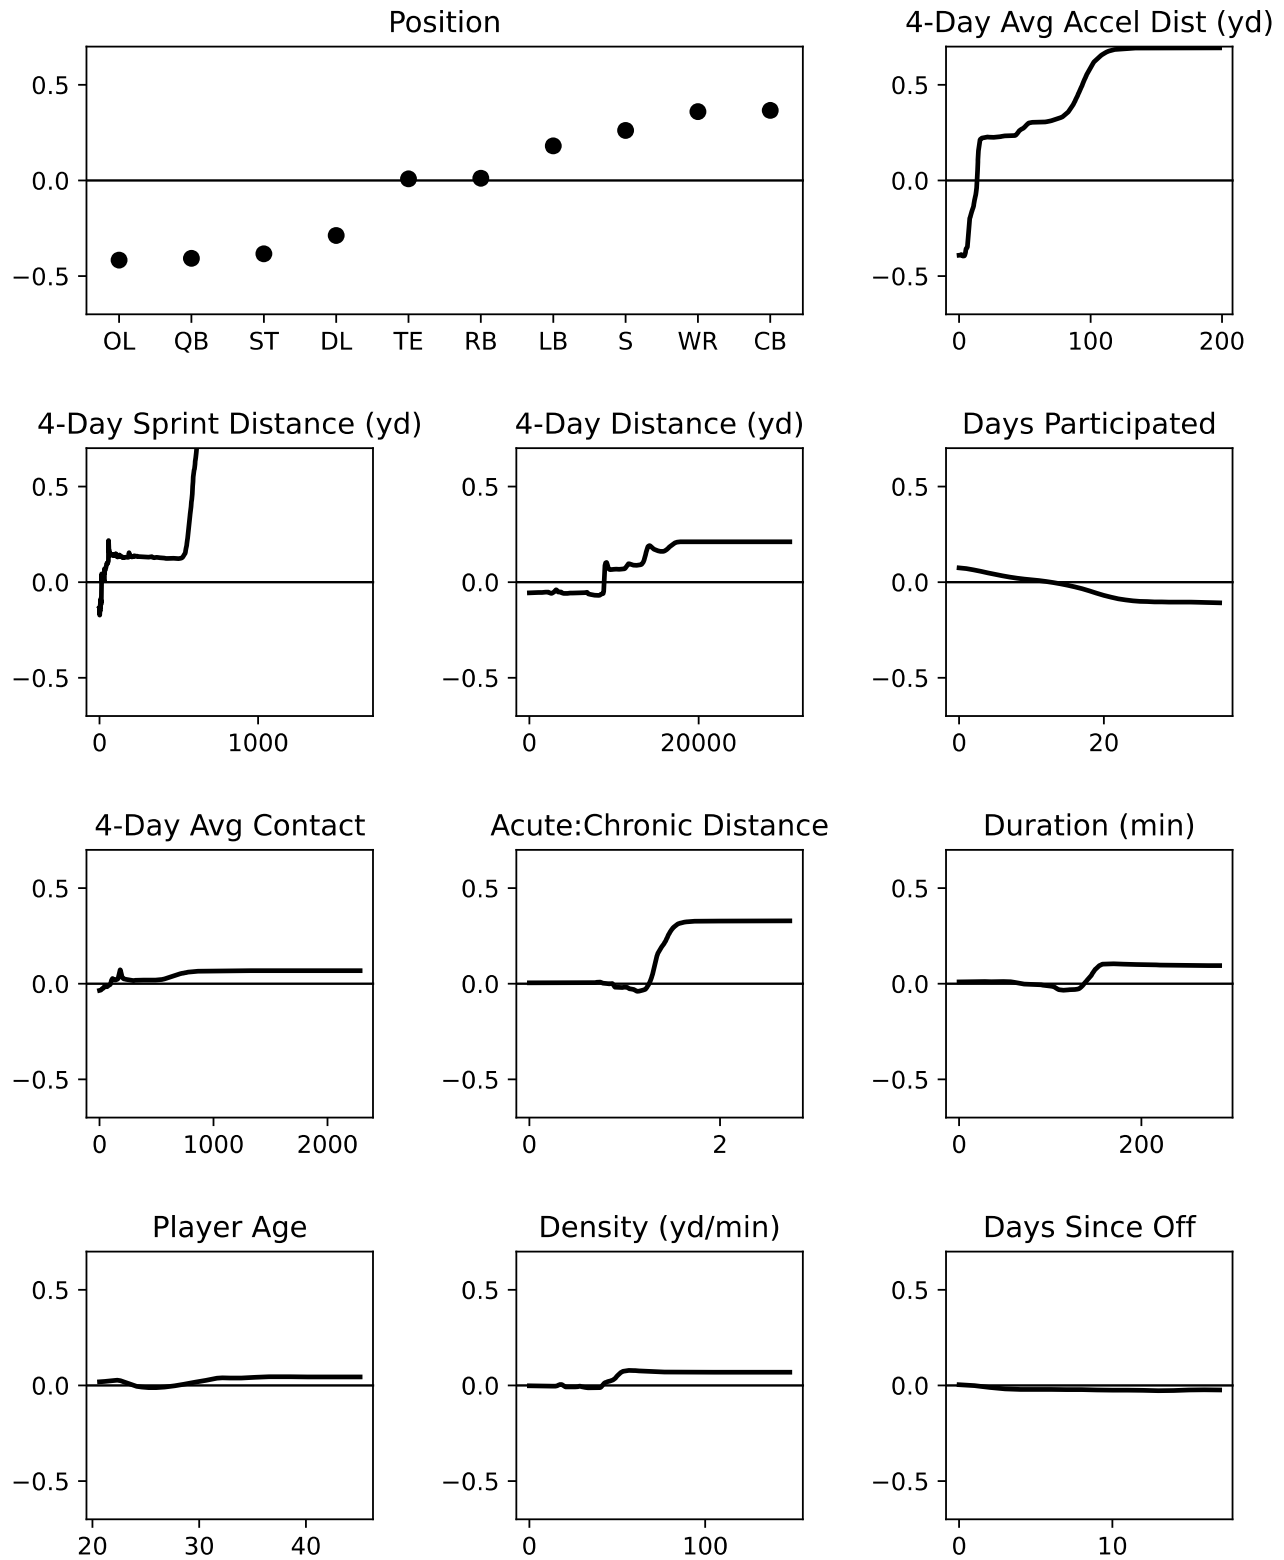 Position
4-Day Avg Accel Dist (yd)
0.5
0.0
−0.5
OL QB ST DL TE RB LB S WR CB
0.5
0.0
−0.5
0 100 200
4-Day Sprint Distance (yd)
4-Day Distance (yd)
Days Participated
0.5
0.0
−0.5
0 1000
0.5
0.0
−0.5
0 20000
0.5
0.0
−0.5
0 20
4-Day Avg Contact
Acute:Chronic Distance
Duration (min)
0.5
0.0
−0.5
0 1000 2000
0.5
0.0
−0.5
0 2
0.5
0.0
−0.5
0 200
Player Age
Density (yd/min)
Days Since Off
0.5
0.0
−0.5
20 30 40
0.5
0.0
−0.5
0 100
0.5
0.0
−0.5
0 10